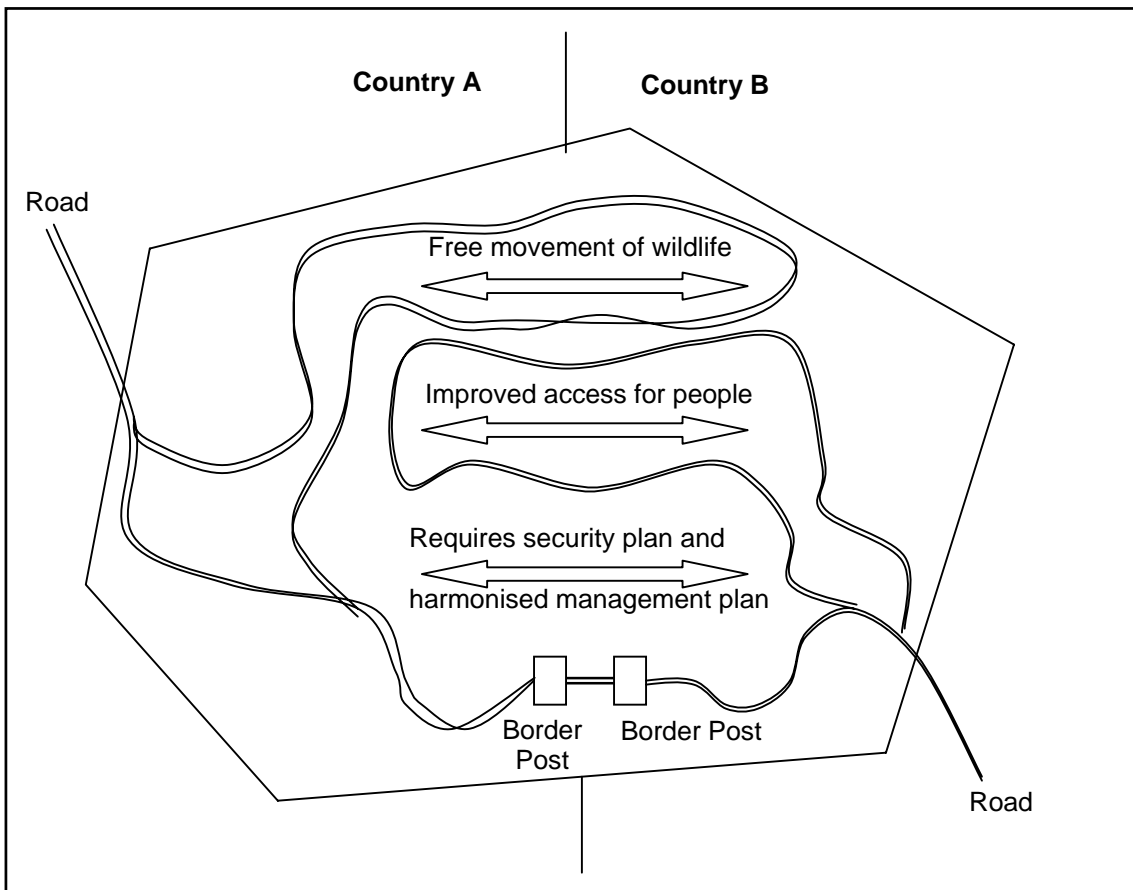 Country A
Country B
Road
Free movement of wildlife
Improved access for people
Requires security plan and
harmonised management plan
Border
Post
Border Post
Road